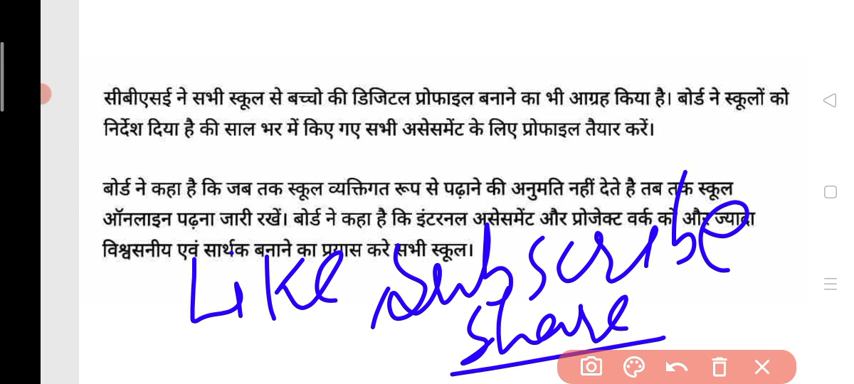 सीबीएसई ने सभी स्कूल से बच्चो की डिजिटल प्रोफाइल बनाने का भी आग्रह किया है। बोर्ड ने स्कूलों को
निर्देश दिया है की साल भर में किए गए सभी असेसमेंट के लिए प्रोफाइल तैयार करें।
बोर्ड ने कहा है कि जब तक स्कूल व्यक्तिगत रूप से पढ़ाने की अनुमति नहीं देते है तब तक स्कूल
ऑनलाइन पढ़ना जारी रखें। बोर्ड ने कहा है कि इंटरनल असेसमेंट और प्रोजेक्ट वर्क को और ज्यादा
विश्वसनीय एवं सार्थक बनाने का प्रयास करे सभी स्कूल।
Like Subscribe
Share